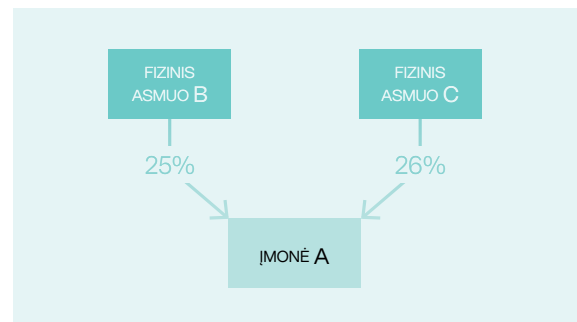 FIZINIS
ASMUO B
FIZINIS
ASMUO C
25%
26%
ĮMONĖ A